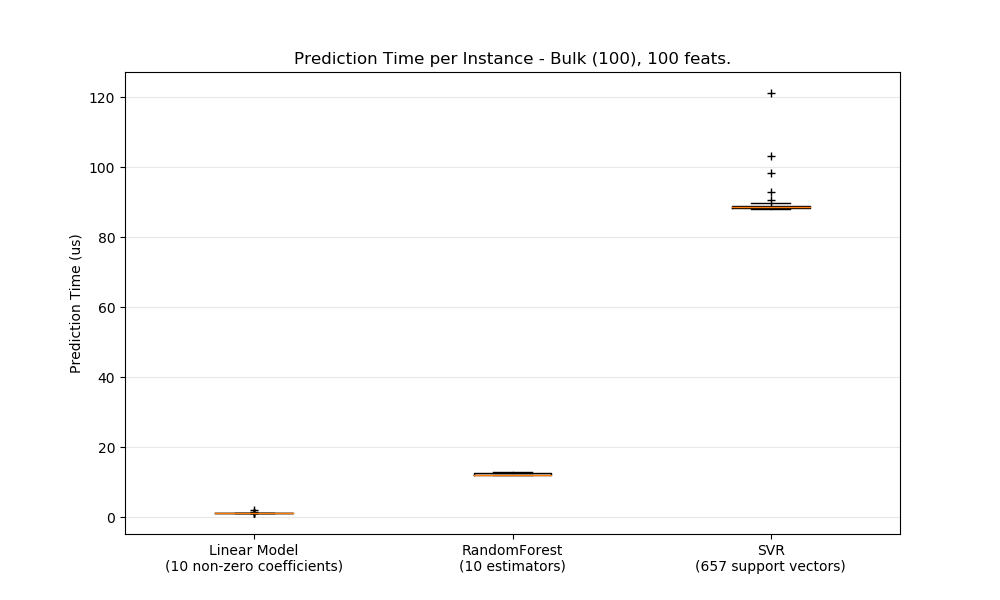 Prediction Time per Instance - Bulk (100), 100 feats.
Prediction Time (us)
120
100
80
60
40
20
0
Linear Model
(10 non-zero coefficients)
RandomForest
(10 estimators)
SVR
(657 support vectors)